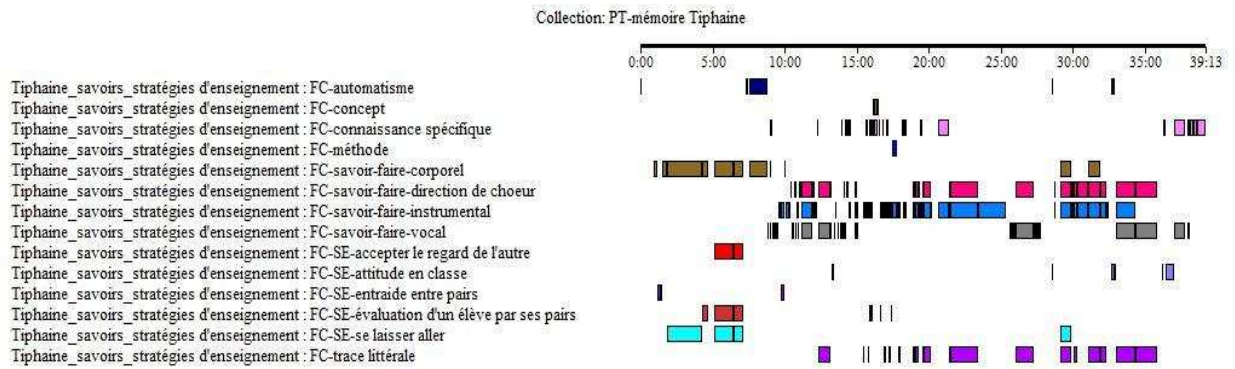 Collection: PT-mémoire Tiphaine
0:00 5:00 10:00 15:00 20:00 25:00 30:00 35:00 39:13
Tiphaine_savoirs_stratégies d'enseignement : FC-automatisme
Tiphaine_savoirs_stratégies d'enseignement : FC-concept
Tiphaine_savoirs_stratégies d'enseignement : FC-connaissance spécifique
Tiphaine_savoirs_stratégies d'enseignement : FC-méthode
Tiphaine_savoirs_stratégies d'enseignement : FC-savoir-faire-corporel
Tiphaine_savoirs_stratégies d'enseignement : FC-savoir-faire-direction de choeur
Tiphaine_savoirs_stratégies d'enseignement : FC-savoir-faire-instrumental
Tiphaine_savoirs_stratégies d'enseignement : FC-savoir-faire-vocal
Tiphaine_savoirs_stratégies d'enseignement : FC-SE-accepter le regard de l'autre
Tiphaine_savoirs_stratégies d'enseignement : FC-SE-attitude en classe
Tiphaine_savoirs_stratégies d'enseignement : FC-SE-entraide entre pairs
Tiphaine_savoirs_stratégies d'enseignement : FC-SE-évaluation d'un élève par ses pairs
Tiphaine_savoirs_stratégies d'enseignement : FC-SE-se laisser aller
Tiphaine_savoirs_stratégies d'enseignement : FC-trace littérale